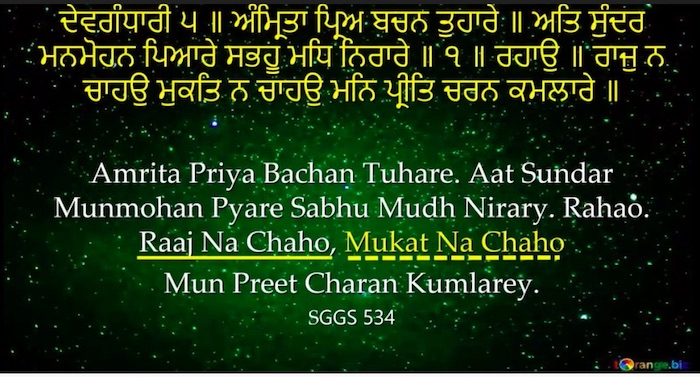 ਦੇਵਗੰਧਾਰੀ ੫ ॥ ਅੰਮ੍ਰਿਤਾ ਪ੍ਰਿਅ ਬਚਨ ਤੁਹਾਰੇ ॥ ਅਤਿ ਸੁੰਦਰ
ਮਨਮੋਹਨ ਪਿਆਰੇ ਸਭਹੂ ਮਧਿ ਨਿਰਾਰੇ ॥ ੧ ॥ ਰਹਾਉ ॥ ਰਾਜੁ ਨ
ਚਾਹਉ ਮੁਕਤਿ ਨ ਚਾਹਉ ਮਨਿ ਪ੍ਰੀਤਿ ਚਰਨ ਕਮਲਾਰੇ ॥
Amrita Priya Bachan Tuhare. Aat Sundar
Munmohan Pyare Sabhu Mudh Nirary. Rahao.
Raaj Na Chaho, Mukat Na Chaho
Mun Preet Charan Kumlarey.
SGGS 534
torange.biz